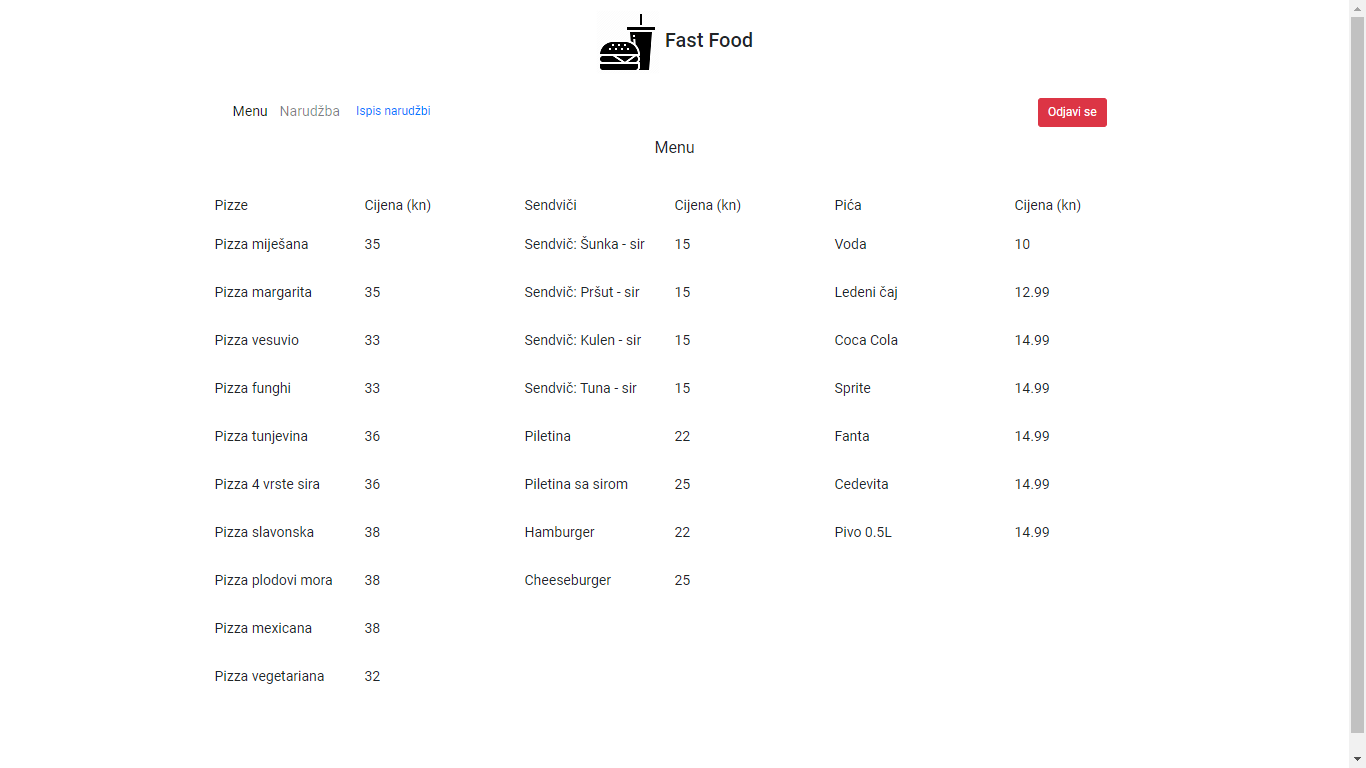 Fast Food
Menu Narudžba Ispis narudžbi Odjavi se
Menu
Pizze Cijena (kn) Sendviči Cijena (kn) Pića Cijena (kn)
Pizza miješana 35 Sendvič: Šunka - sir 15 Voda 10
Pizza margarita 35 Sendvič: Pršut - sir 15 Ledeni čaj 12.99
Pizza vesuvio 33 Sendvič: Kulen - sir 15 Coca Cola 14.99
Pizza funghi 33 Sendvič: Tuna - sir 15 Sprite 14.99
Pizza tunjevina 36 Piletina 22 Fanta 14.99
Pizza 4 vrste sira 36 Piletina sa sirom 25 Cedevita 14.99
Pizza slavonska 38 Hamburger 22 Pivo 0.5L 14.99
Pizza plodovi mora 38 Cheeseburger 25
Pizza mexicana 38
Pizza vegetariana 32